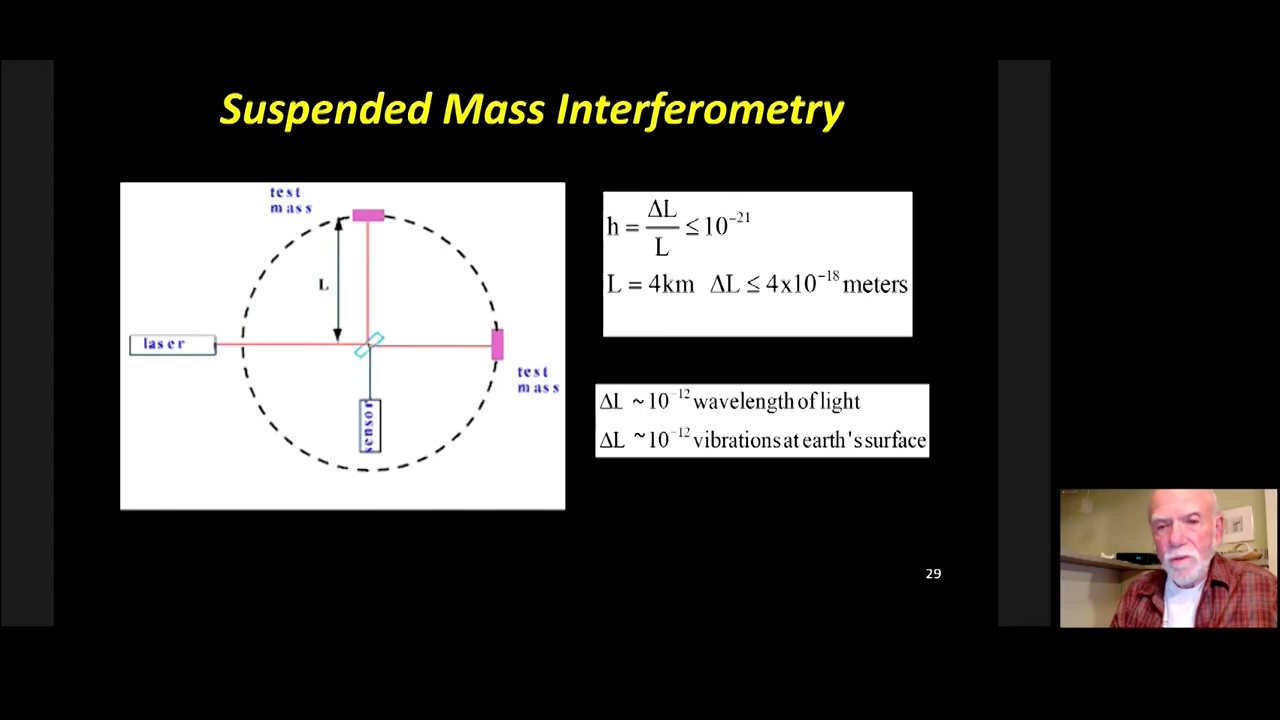 Suspended Mass Interferometry
test
mass
L
laser
test
mass
sensor
h = ΔL/L ≤ 10⁻²¹
L = 4km ΔL ≤ 4x10⁻¹⁸ meters
ΔL ~ 10⁻¹² wavelength of light
ΔL ~ 10⁻¹² vibrations at earth's surface
29